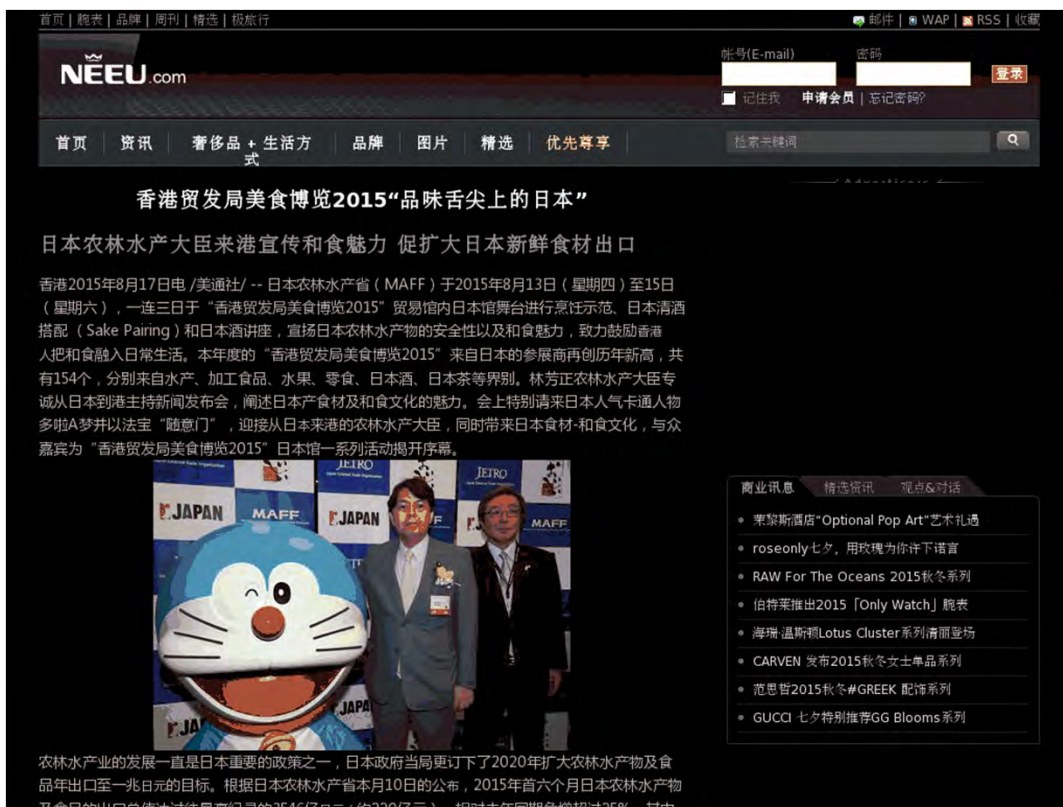 首页 | 腕表 | 品牌 | 周刊 | 精选 | 极旅行
邮件 | WAP | RSS | 收藏
NEEU.com
帐号(E-mail)
密码
登录
记住我 申请会员 | 忘记密码?
首页 资讯 奢侈品 + 生活方式 品牌 图片 精选 优先尊享
检索关键词
香港贸发局美食博览2015“品味舌尖上的日本”
日本农林水产大臣来港宣传和食魅力 促扩大日本新鲜食材出口
香港2015年8月17日电 /美通社/ -- 日本农林水产省（MAFF）于2015年8月13日（星期四）至15日
（星期六），一连三日于“香港贸发局美食博览2015”贸易馆内日本馆舞台进行烹饪示范、日本清酒
搭配 （Sake Pairing）和日本酒讲座，宣扬日本农林水产物的安全性以及和食魅力，致力鼓励香港
人把和食融入日常生活。本年度的“香港贸发局美食博览2015”来自日本的参展商再创历年新高，共
有154个，分别来自水产、加工食品、水果、零食、日本酒、日本茶等界别。林芳正农林水产大臣专
诚从日本到港主持新闻发布会，阐述日本产食材及和食文化的魅力。会上特别请来日本人气卡通人物
多啦A梦并以法宝“随意门”，迎接从日本来港的农林水产大臣，同时带来日本食材-和食文化，与众
嘉宾为“香港贸发局美食博览2015”日本馆一系列活动揭开序幕。
JETRO
JETRO
JAPAN
MAFF
JAPAN
MAFF
农林水产业的发展一直是日本重要的政策之一，日本政府当局更订下了2020年扩大农林水产物及食
品年出口至一兆日元的目标。根据日本农林水产省本月10日的公布，2015年首六个月日本农林水产物
商业讯息 精选资讯 观点&对话
茉黎斯酒店"Optional Pop Art"艺术礼遇
roseonly七夕，用玫瑰为你许下诺言
RAW For The Oceans 2015秋冬系列
伯特莱推出2015「Only Watch」腕表
海瑞·温斯顿Lotus Cluster系列清丽登场
CARVEN 发布2015秋冬女士单品系列
范思哲2015秋冬#GREEK 配饰系列
GUCCI 七夕特别推荐GG Blooms系列